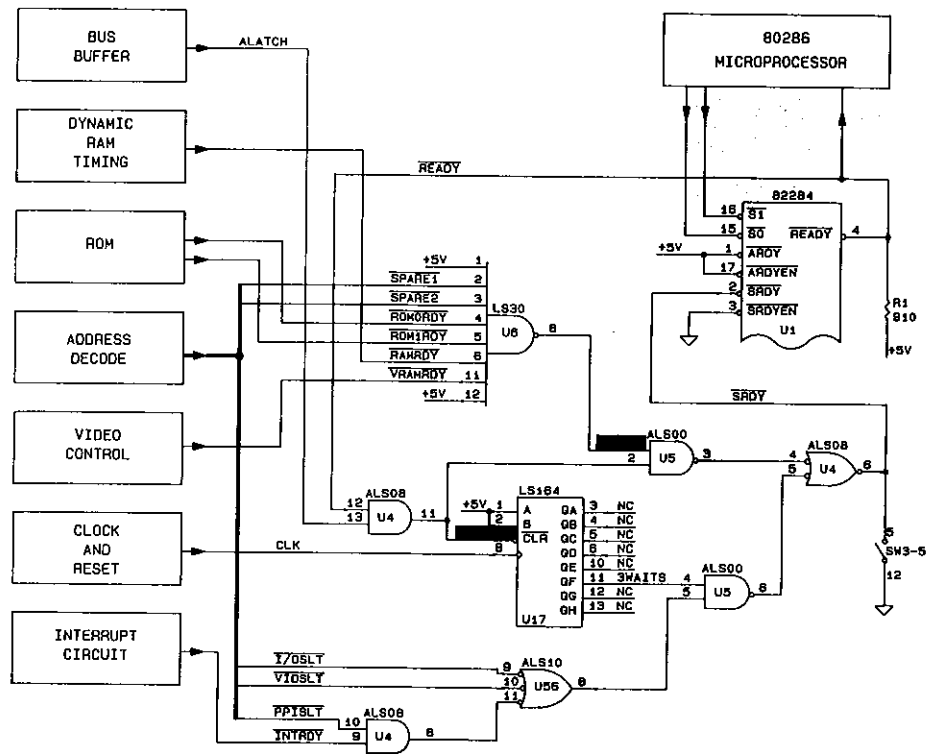 BUS
BUFFER
ALATCH
80286
MICROPROCESSOR
DYNAMIC
RAM
TIMING
READY
82284
16 S1
15 S0
READY 4
+5V 1 ARDY
17 ARDYEN
2 SRDY
3 SRDYEN
U1
R1
910
+5V
ROM
+5V 1
SPARE1 2
SPARE2 3
LS30
ROM0RDY 4
U6 8
ROM1RDY 5
RAMRDY 6
VRAMRDY 11
+5V 12
ADDRESS
DECODE
SRDY
VIDEO
CONTROL
ALS00
2 U5 3
ALS08
4
5 U4 6
ALS08
12
13 U4 11
LS164
+5V 1 A
2 B
CLR
8
QA 3 NC
QB 4 NC
QC 5 NC
QD 6 NC
QE 10 NC
QF 11 3WAITS
QG 12 NC
QH 13 NC
U17
CLOCK
AND
RESET
CLK
ALS00
4
5 U5 6
5
SW3-5
12
INTERRUPT
CIRCUIT
I/OSLT 9
VIDSLT 10
11
ALS10
U56 8
PPISLT 10
INTRDY 9
ALS08
U4 8